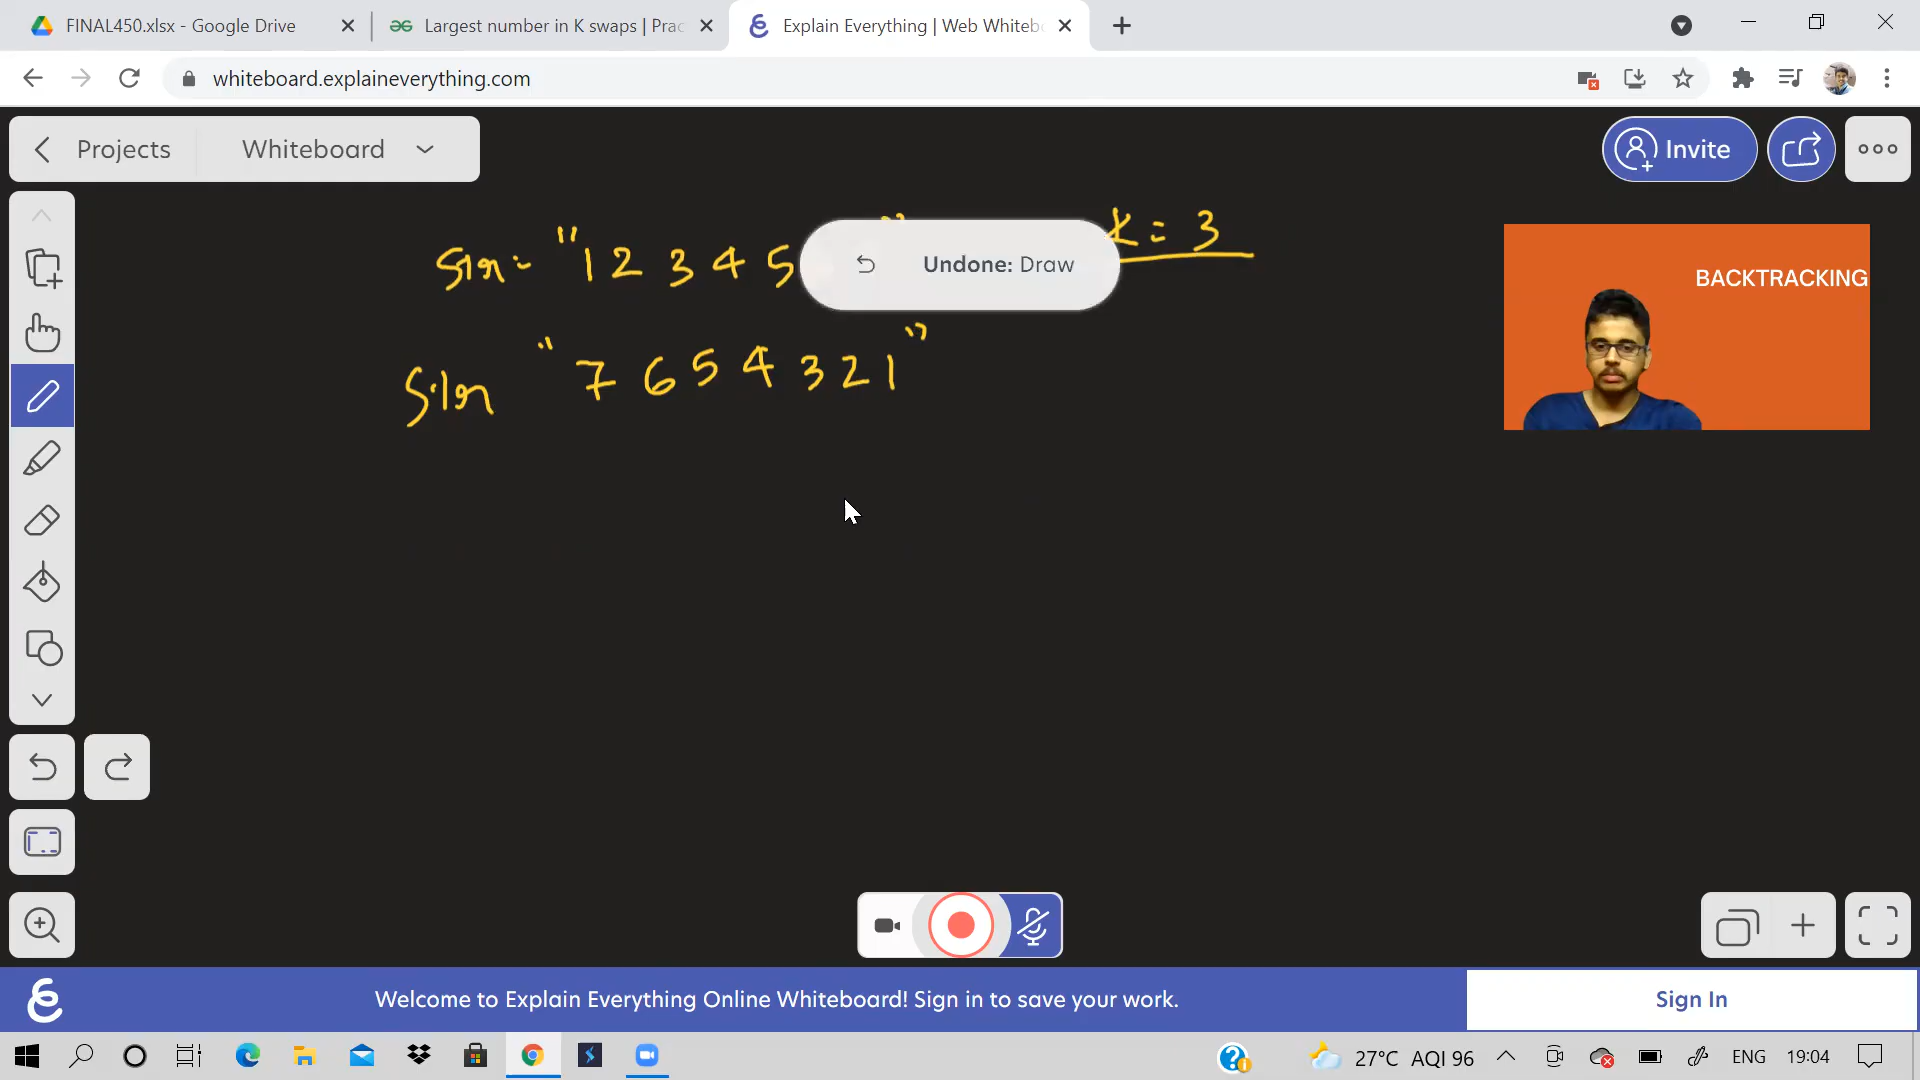 FINAL450.xlsx - Google Drive
Largest number in K swaps | Prac
Explain Everything | Web Whitebo
whiteboard.explaineverything.com
Projects
Whiteboard
Invite
str = "1 2 3 4 5
"
K = 3
Undone: Draw
BACKTRACKING
str " 7 6 5 4 3 2 1 "
Welcome to Explain Everything Online Whiteboard! Sign in to save your work.
Sign In
27°C AQI 96
ENG
19:04